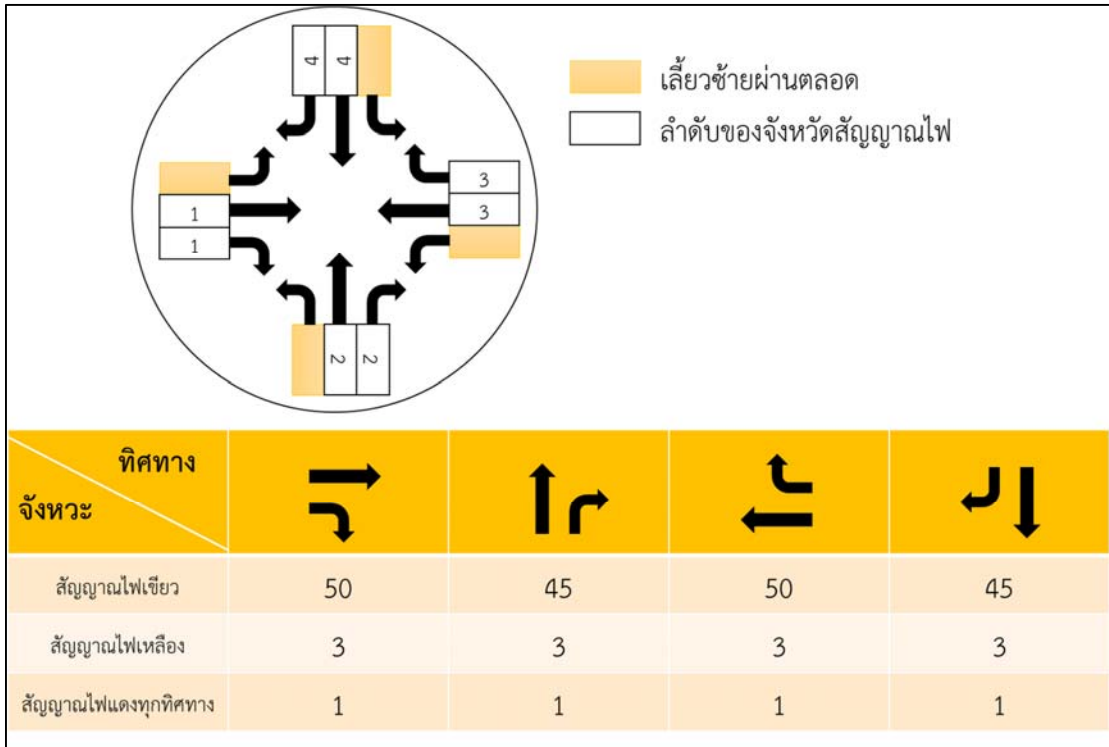 4 4
เลี้ยวซ้ายผ่านตลอด
ลำดับของจังหวัดสัญญาณไฟ
3
1
3
1
2 2
ทิศทาง
จังหวะ
สัญญาณไฟเขียว 50 45 50 45
สัญญาณไฟเหลือง 3 3 3 3
สัญญาณไฟแดงทุกทิศทาง 1 1 1 1